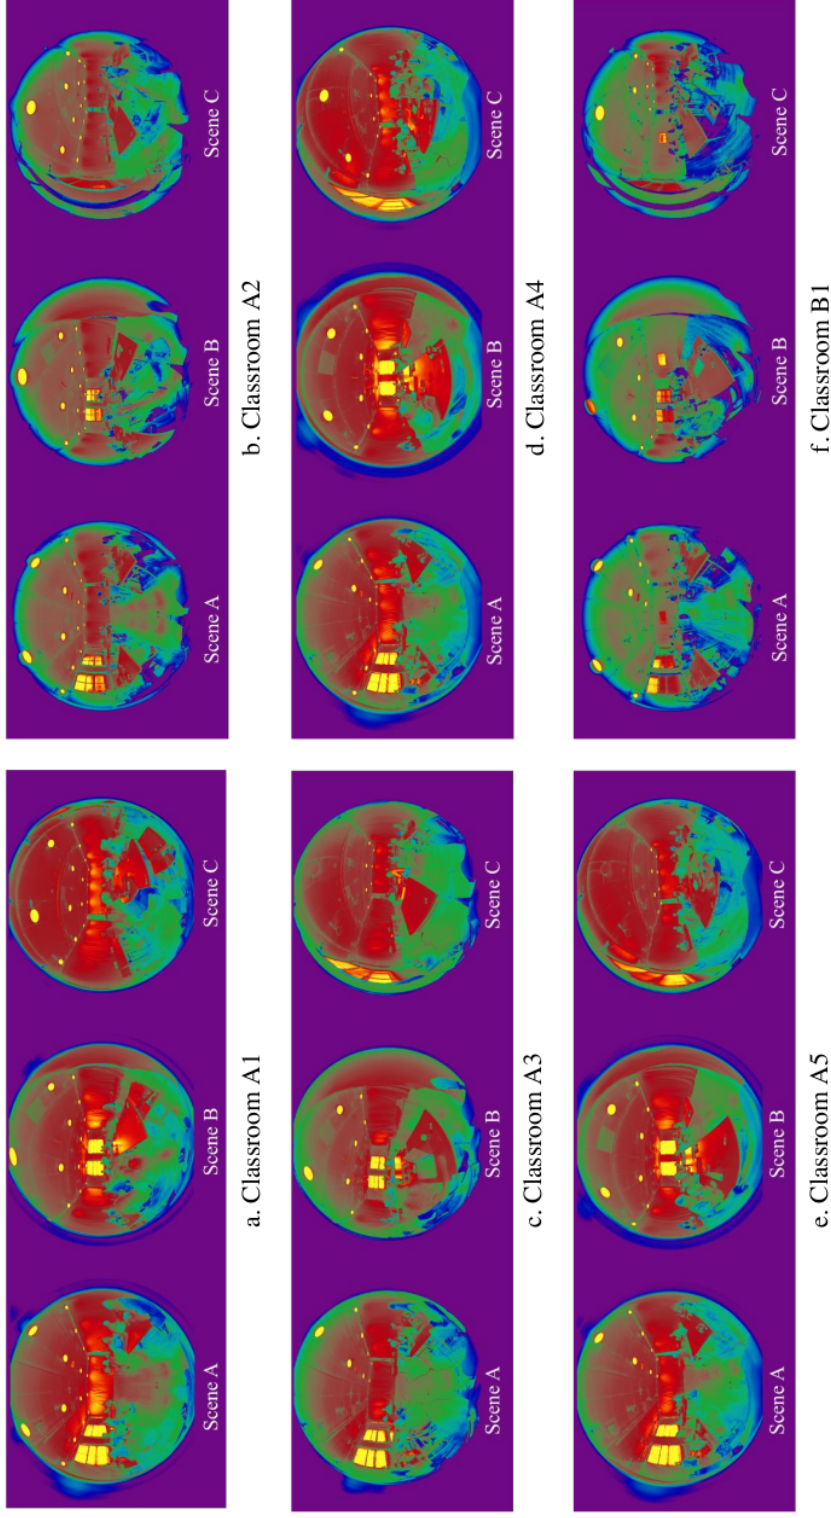 Scene A Scene B Scene C
a. Classroom A1
Scene A Scene B Scene C
b. Classroom A2
Scene A Scene B Scene C
c. Classroom A3
Scene A Scene B Scene C
d. Classroom A4
Scene A Scene B Scene C
e. Classroom A5
Scene A Scene B Scene C
f. Classroom B1